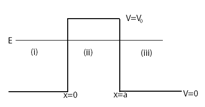 V=V₀
E
(i) (ii) (iii)
x=0 x=a V=0